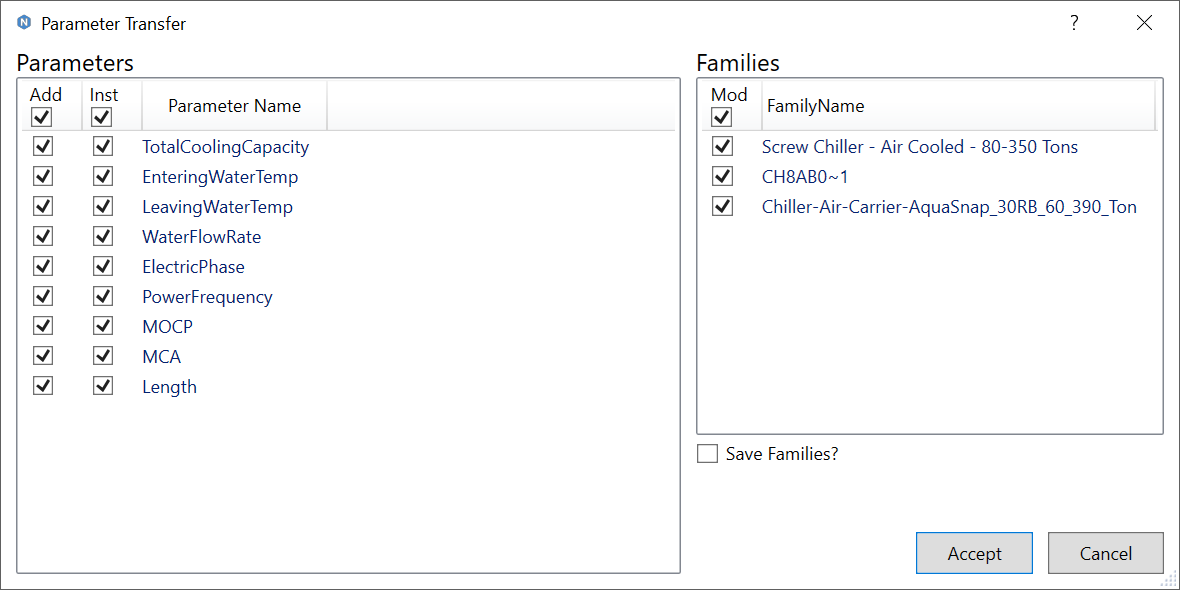 Parameter Transfer
?
Parameters
Add Inst Parameter Name
TotalCoolingCapacity
EnteringWaterTemp
LeavingWaterTemp
WaterFlowRate
ElectricPhase
PowerFrequency
MOCP
MCA
Length
Families
Mod FamilyName
Screw Chiller - Air Cooled - 80-350 Tons
CH8AB0~1
Chiller-Air-Carrier-AquaSnap_30RB_60_390_Ton
Save Families?
Accept Cancel